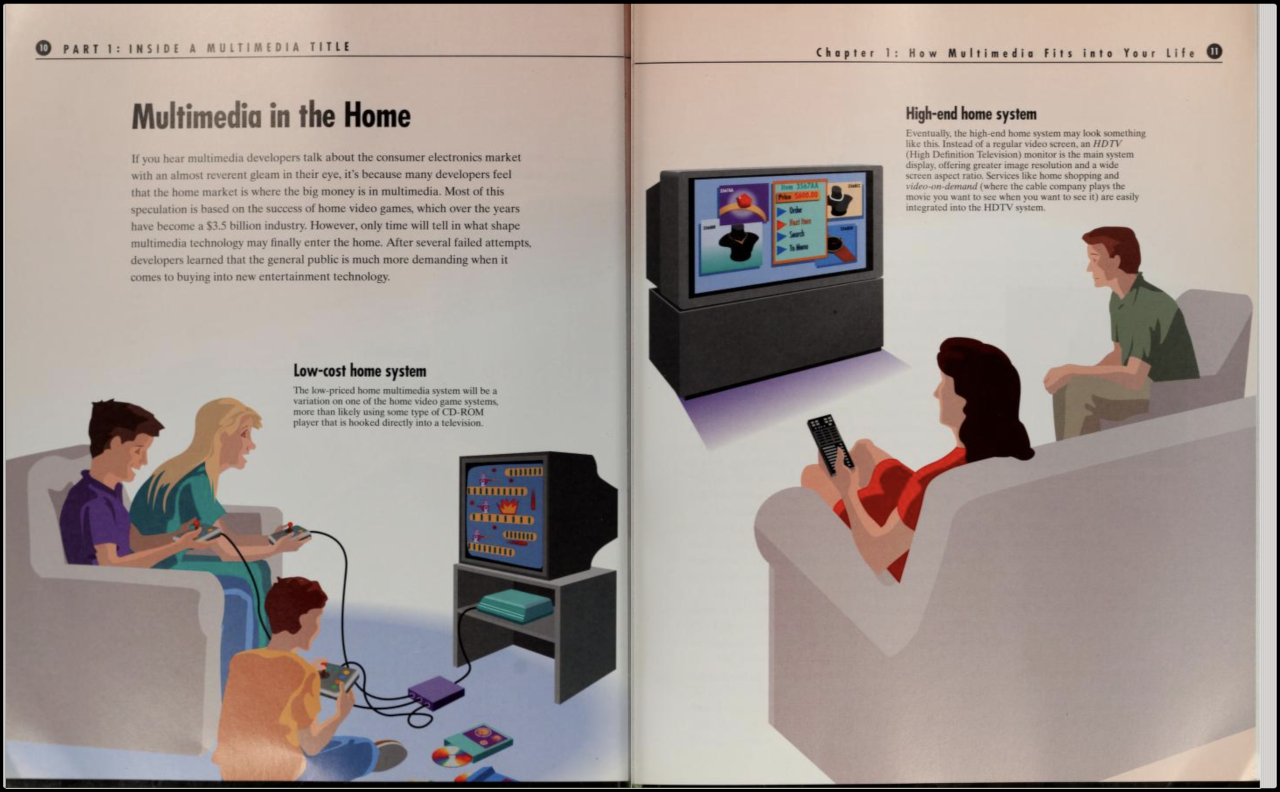 10 PART 1: INSIDE A MULTIMEDIA TITLE
Multimedia in the Home
If you hear multimedia developers talk about the consumer electronics market
with an almost reverent gleam in their eye, it's because many developers feel
that the home market is where the big money is in multimedia. Most of this
speculation is based on the success of home video games, which over the years
have become a $3.5 billion industry. However, only time will tell in what shape
multimedia technology may finally enter the home. After several failed attempts,
developers learned that the general public is much more demanding when it
comes to buying into new entertainment technology.
Low-cost home system
The low-priced home multimedia system will be a
variation on one of the home video game systems,
more than likely using some type of CD-ROM
player that is hooked directly into a television.
Chapter 1: How Multimedia Fits into Your Life 11
High-end home system
Eventually, the high-end home system may look something
like this. Instead of a regular video screen, an HDTV
(High Definition Television) monitor is the main system
display, offering greater image resolution and a wide
screen aspect ratio. Services like home shopping and
video-on-demand (where the cable company plays the
movie you want to see when you want to see it) are easily
integrated into the HDTV system.
Price
Order
Next Item
Search
To Menu